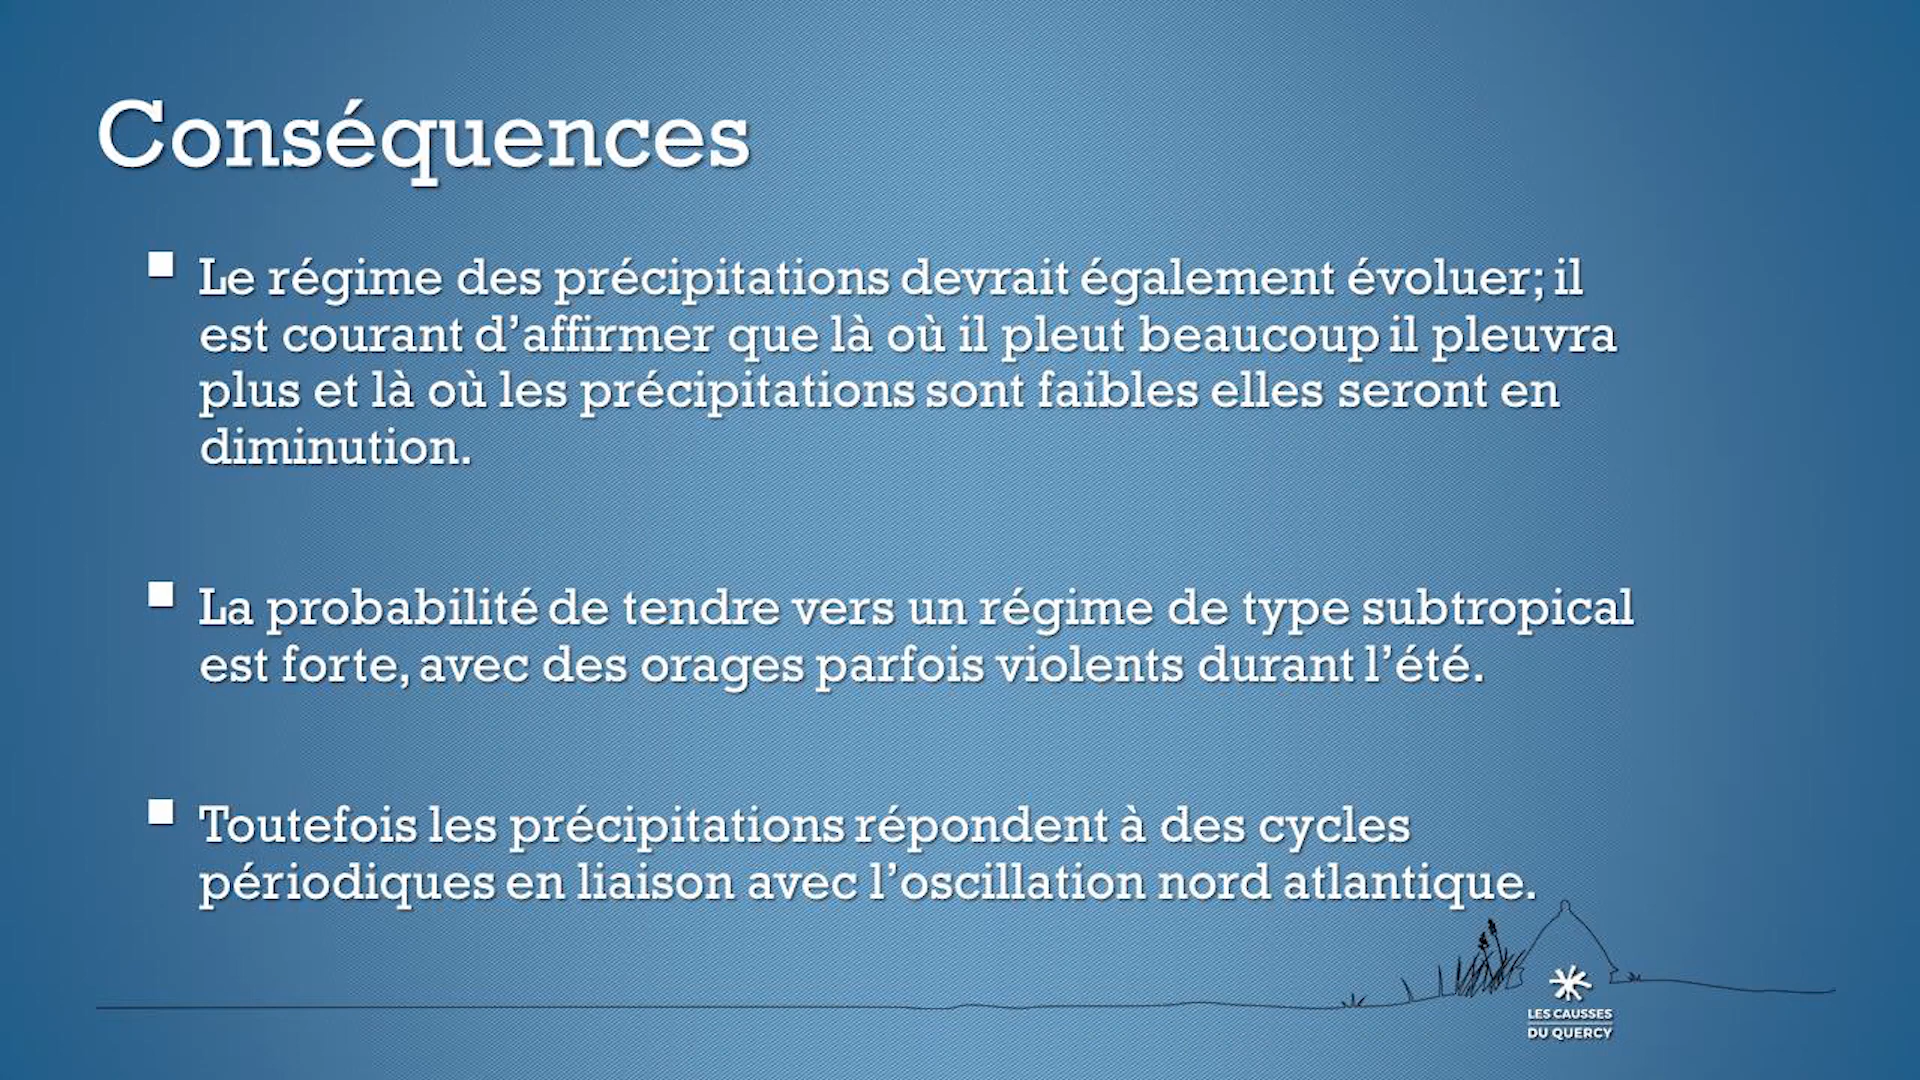 Conséquences
Le régime des précipitations devrait également évoluer; il
est courant d’affirmer que là où il pleut beaucoup il pleuvra
plus et là où les précipitations sont faibles elles seront en
diminution.
La probabilité de tendre vers un régime de type subtropical
est forte, avec des orages parfois violents durant l’été.
Toutefois les précipitations répondent à des cycles
périodiques en liaison avec l’oscillation nord atlantique.
LES CAUSSES
DU QUERCY